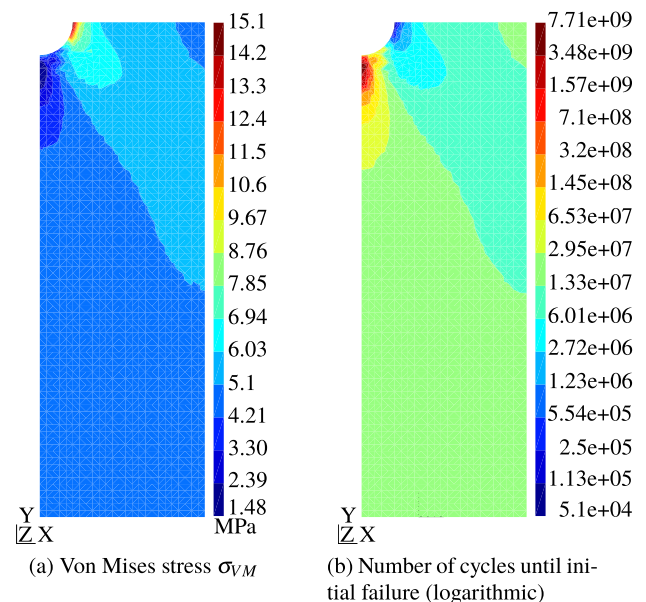 15.1
14.2
13.3
12.4
11.5
10.6
9.67
8.76
7.85
6.94
6.03
5.1
4.21
3.30
2.39
1.48
MPa
Y
Z X
(a) Von Mises stress σVM
7.71e+09
3.48e+09
1.57e+09
7.1e+08
3.2e+08
1.45e+08
6.53e+07
2.95e+07
1.33e+07
6.01e+06
2.72e+06
1.23e+06
5.54e+05
2.5e+05
1.13e+05
5.1e+04
Y
Z X
(b) Number of cycles until ini-
tial failure (logarithmic)